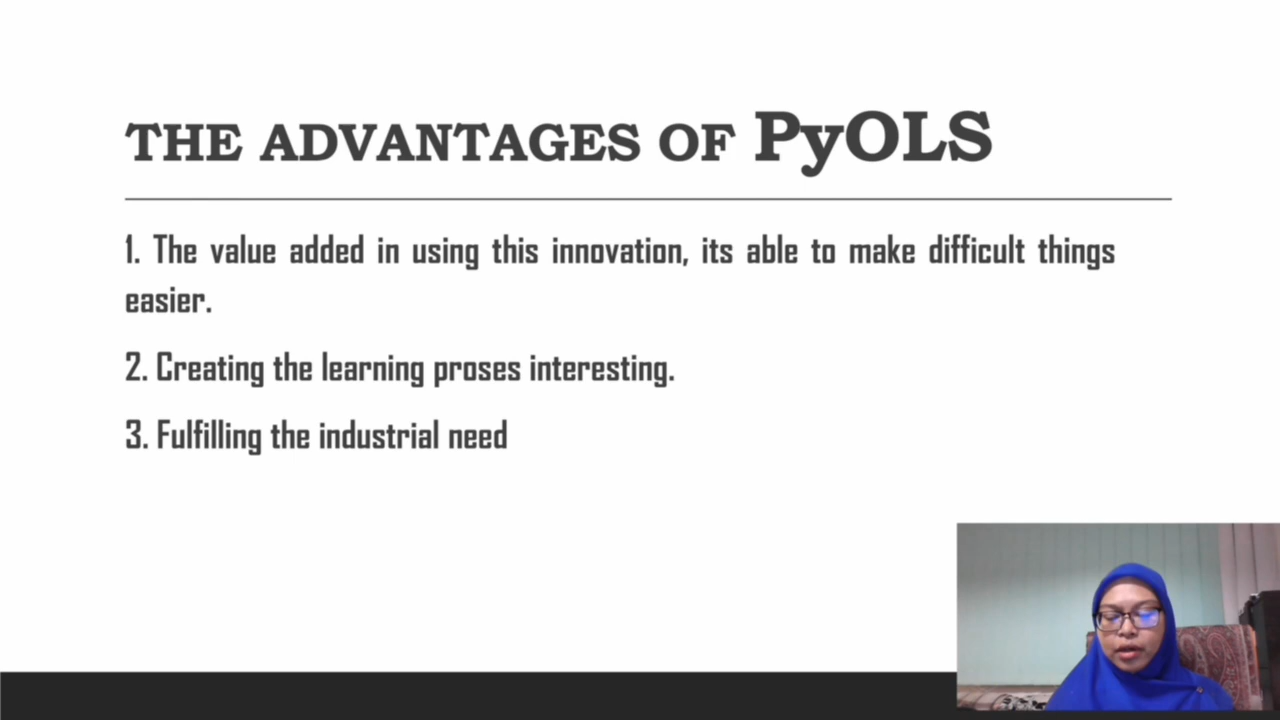 THE ADVANTAGES OF PyOLS
1. The value added in using this innovation, its able to make difficult things
easier.
2. Creating the learning proses interesting.
3. Fulfilling the industrial need